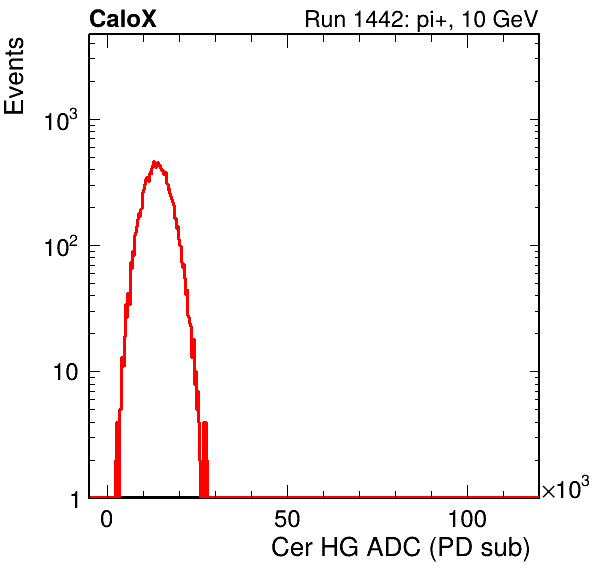 CaloX Run 1442: pi+, 10 GeV
Events
10³
10²
10
1
0 50 100
×10³
Cer HG ADC (PD sub)